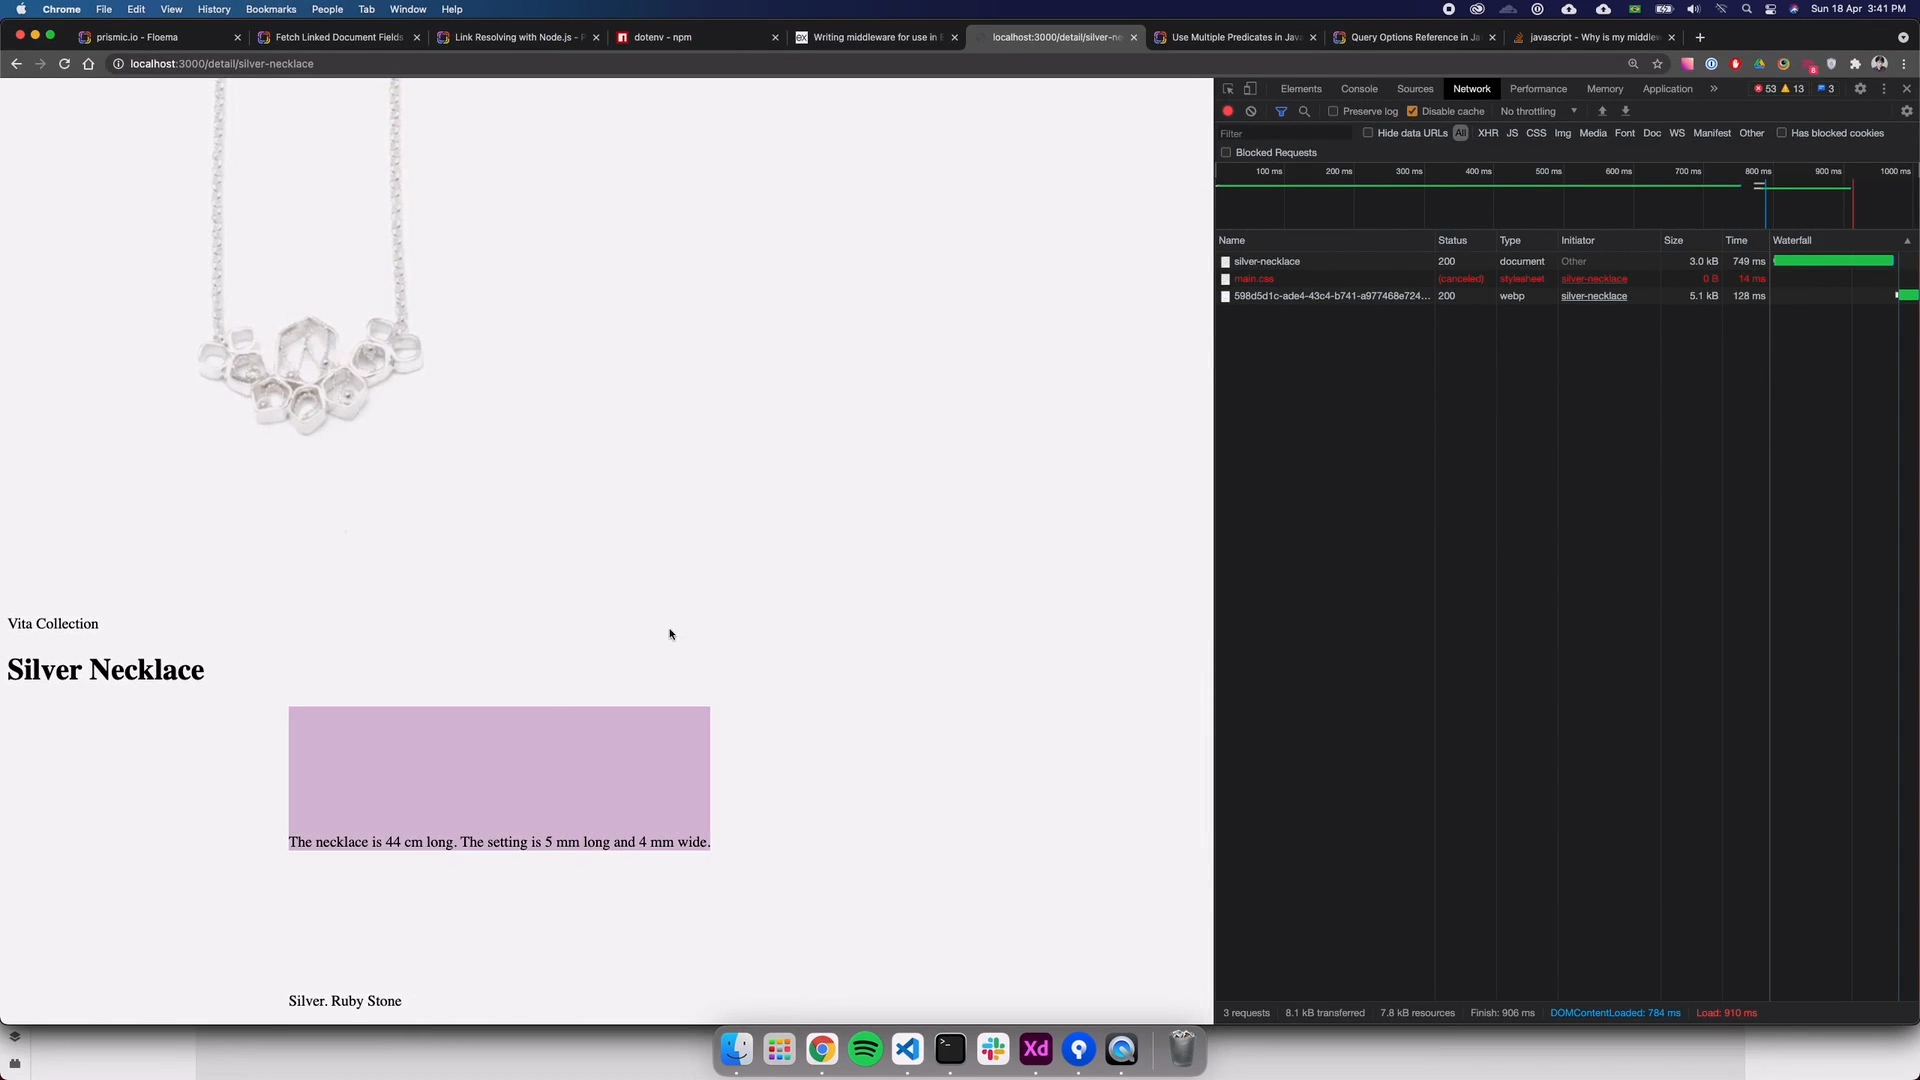 Chrome File Edit View History Bookmarks People Tab Window Help Sun 18 Apr 3:41 PM
prismic.io - Floema
Fetch Linked Document Fields
Link Resolving with Node.js - P
dotenv - npm
Writing middleware for use in E
localhost:3000/detail/silver-ne
Use Multiple Predicates in Java
Query Options Reference in Ja
javascript - Why is my middlew
localhost:3000/detail/silver-necklace
8
Elements Console Sources Network Performance Memory Application » 53 13 3
Preserve log Disable cache No throttling
Filter Hide data URLs All XHR JS CSS Img Media Font Doc WS Manifest Other Has blocked cookies
Blocked Requests
100 ms 200 ms 300 ms 400 ms 500 ms 600 ms 700 ms 800 ms 900 ms 1000 ms
Name Status Type Initiator Size Time Waterfall
silver-necklace 200 document Other 3.0 kB 749 ms
main.css (canceled) stylesheet silver-necklace 0 B 14 ms
598d5d1c-ade4-43c4-b741-a977468e724... 200 webp silver-necklace 5.1 kB 128 ms
Vita Collection
Silver Necklace
The necklace is 44 cm long. The setting is 5 mm long and 4 mm wide.
Silver. Ruby Stone
3 requests 8.1 kB transferred 7.8 kB resources Finish: 906 ms DOMContentLoaded: 784 ms Load: 910 ms
Xd